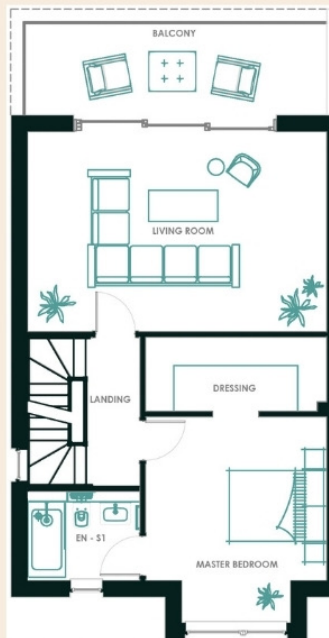 BALCONY
LIVING ROOM
LANDING
DRESSING
EN - S1
MASTER BEDROOM